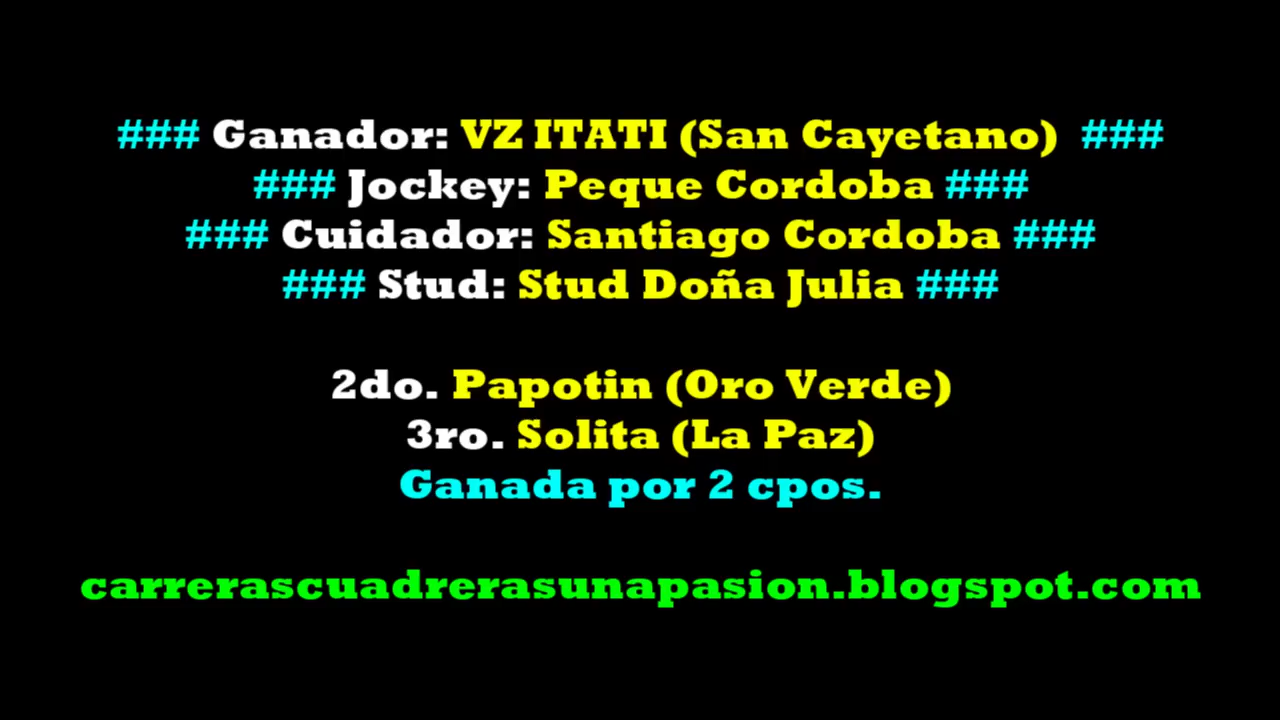 ### Ganador: VZ ITATI (San Cayetano) ###
### Jockey: Peque Cordoba ###
### Cuidador: Santiago Cordoba ###
### Stud: Stud Doña Julia ###
2do. Papotin (Oro Verde)
3ro. Solita (La Paz)
Ganada por 2 cpos.
carrerascuadrerasunapasion.blogspot.com